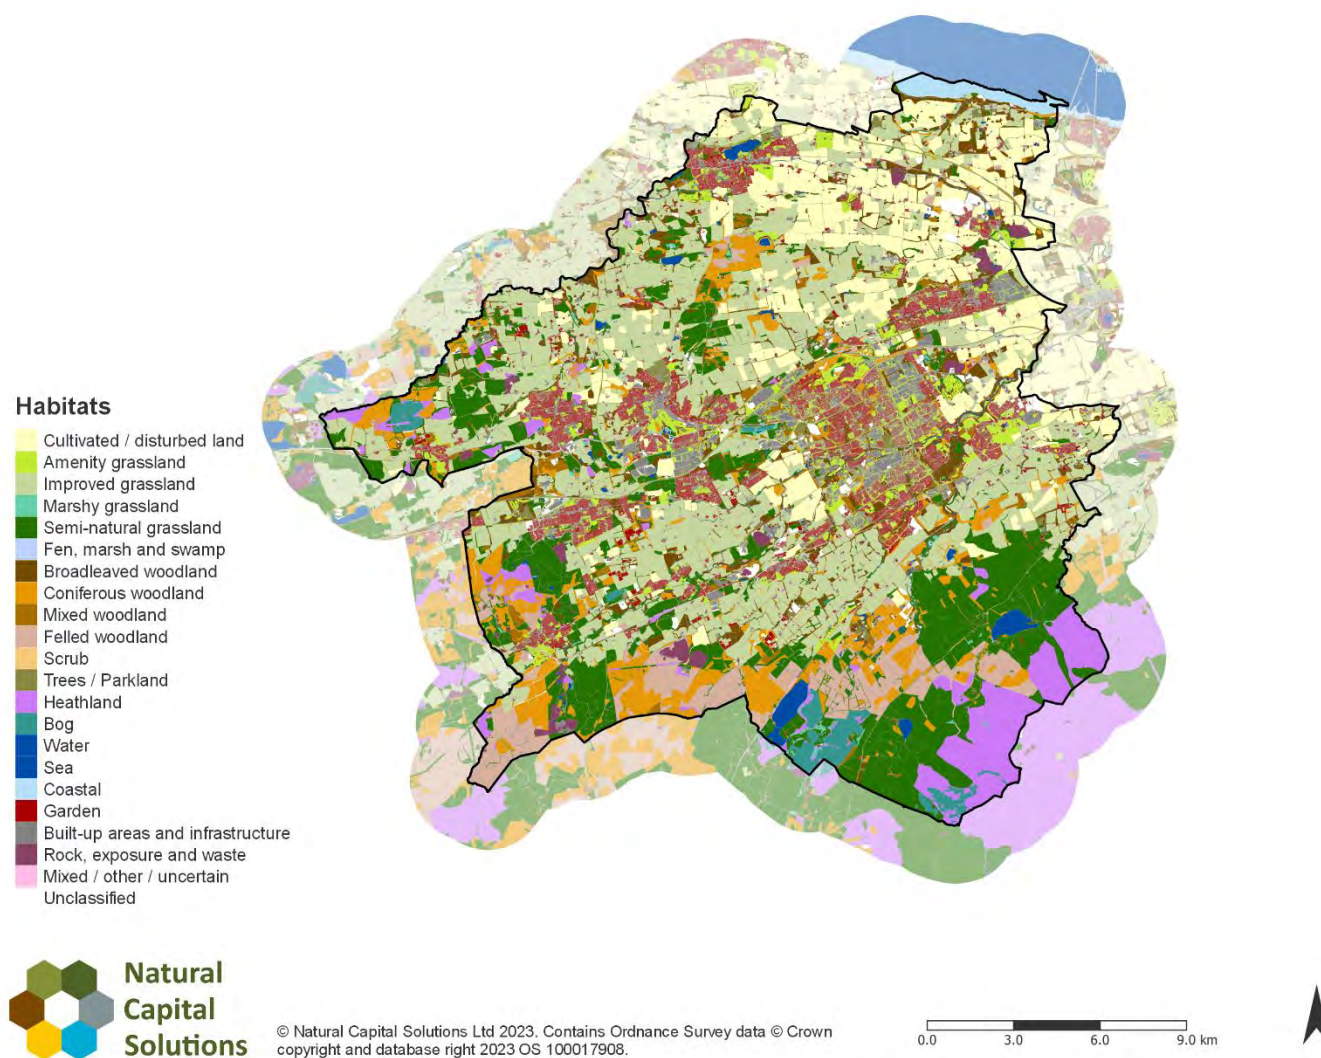 Habitats
Cultivated / disturbed land
Amenity grassland
Improved grassland
Marshy grassland
Semi-natural grassland
Fen, marsh and swamp
Broadleaved woodland
Coniferous woodland
Mixed woodland
Felled woodland
Scrub
Trees / Parkland
Heathland
Bog
Water
Sea
Coastal
Garden
Built-up areas and infrastructure
Rock, exposure and waste
Mixed / other / uncertain
Unclassified
Natural
Capital
Solutions
© Natural Capital Solutions Ltd 2023. Contains Ordnance Survey data © Crown
copyright and database right 2023 OS 100017908.
0.0 3.0 6.0 9.0 km